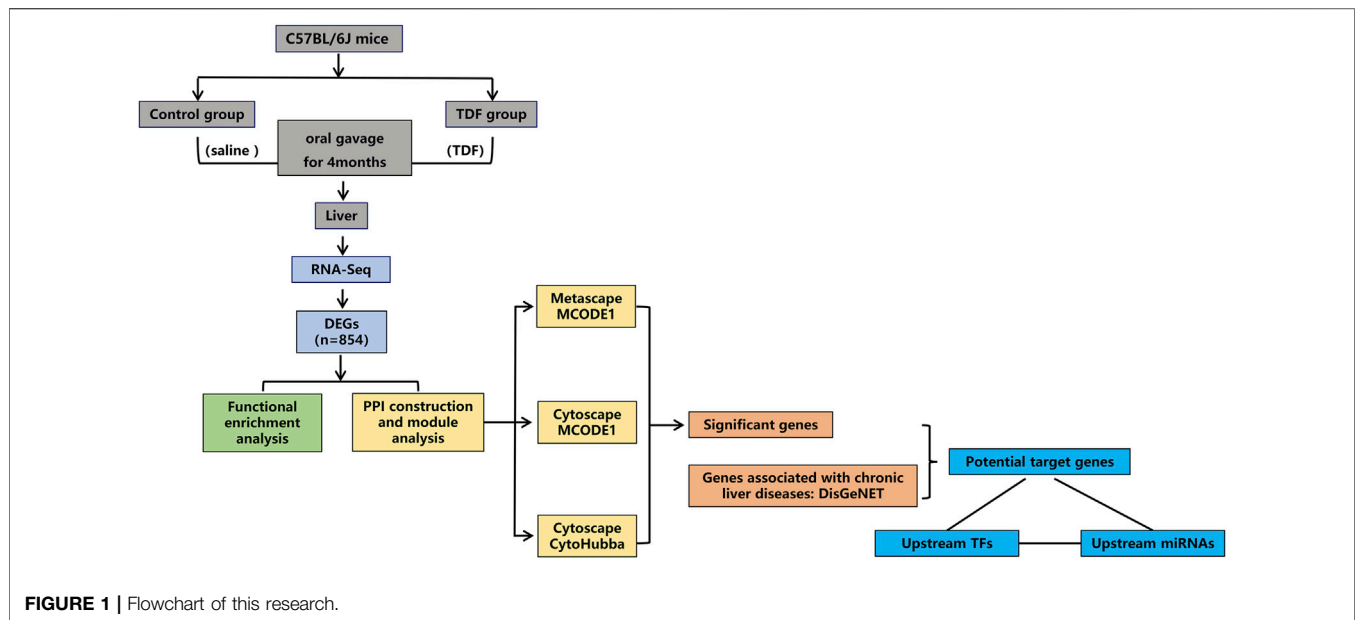 C57BL/6J mice
Control group
TDF group
oral gavage
for 4months
(saline )
(TDF)
Liver
RNA-Seq
DEGs
(n=854)
Functional
enrichment
analysis
PPI construction
and module
analysis
Metascape
MCODE1
Cytoscape
MCODE1
Cytoscape
CytoHubba
Significant genes
Genes associated with chronic
liver diseases: DisGeNET
Potential target genes
Upstream TFs
Upstream miRNAs
FIGURE 1 | Flowchart of this research.